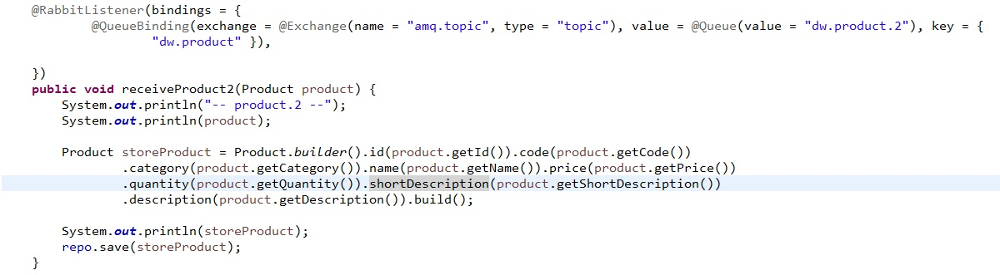 @RabbitListener(bindings = {
@QueueBinding(exchange = @Exchange(name = "amq.topic", type = "topic"), value = @Queue(value = "dw.product.2"), key = {
"dw.product" }),
})
public void receiveProduct2(Product product) {
System.out.println("-- product.2 --");
System.out.println(product);
Product storeProduct = Product.builder().id(product.getId()).code(product.getCode())
.category(product.getCategory()).name(product.getName()).price(product.getPrice())
.quantity(product.getQuantity()).shortDescription(product.getShortDescription())
.description(product.getDescription()).build();
System.out.println(storeProduct);
repo.save(storeProduct);
}